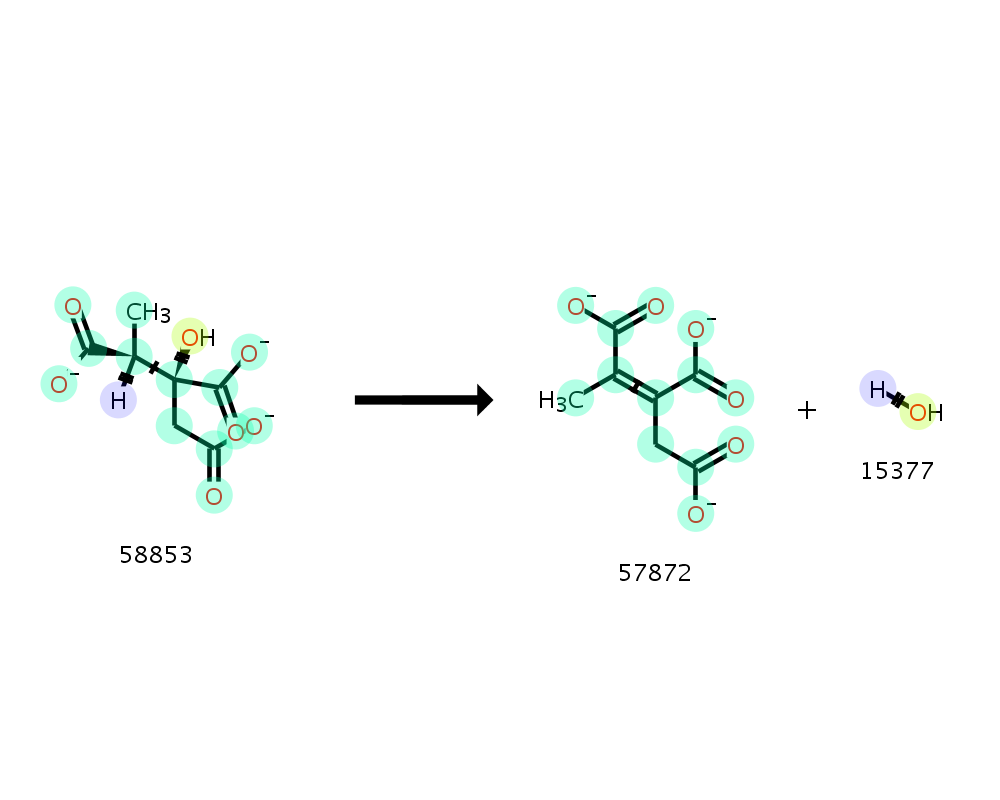 O CH3 OH O⁻ O⁻ H O O⁻ O
58853
O⁻ O O⁻ H3C O O O⁻
57872
+
H OH
15377